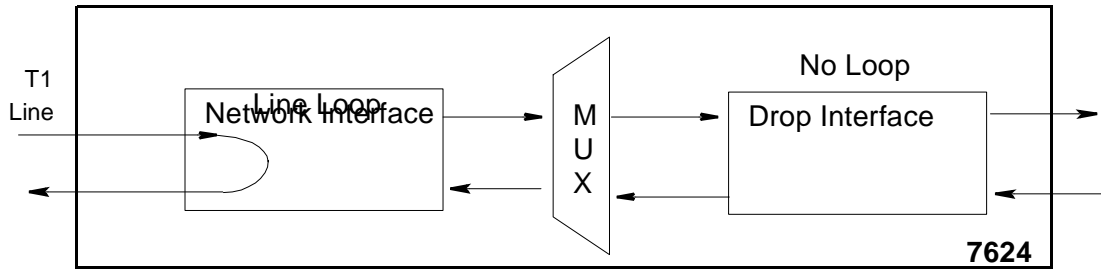 T1
Line
Line Loop
Network Interface
M
U
X
No Loop
Drop Interface
7624